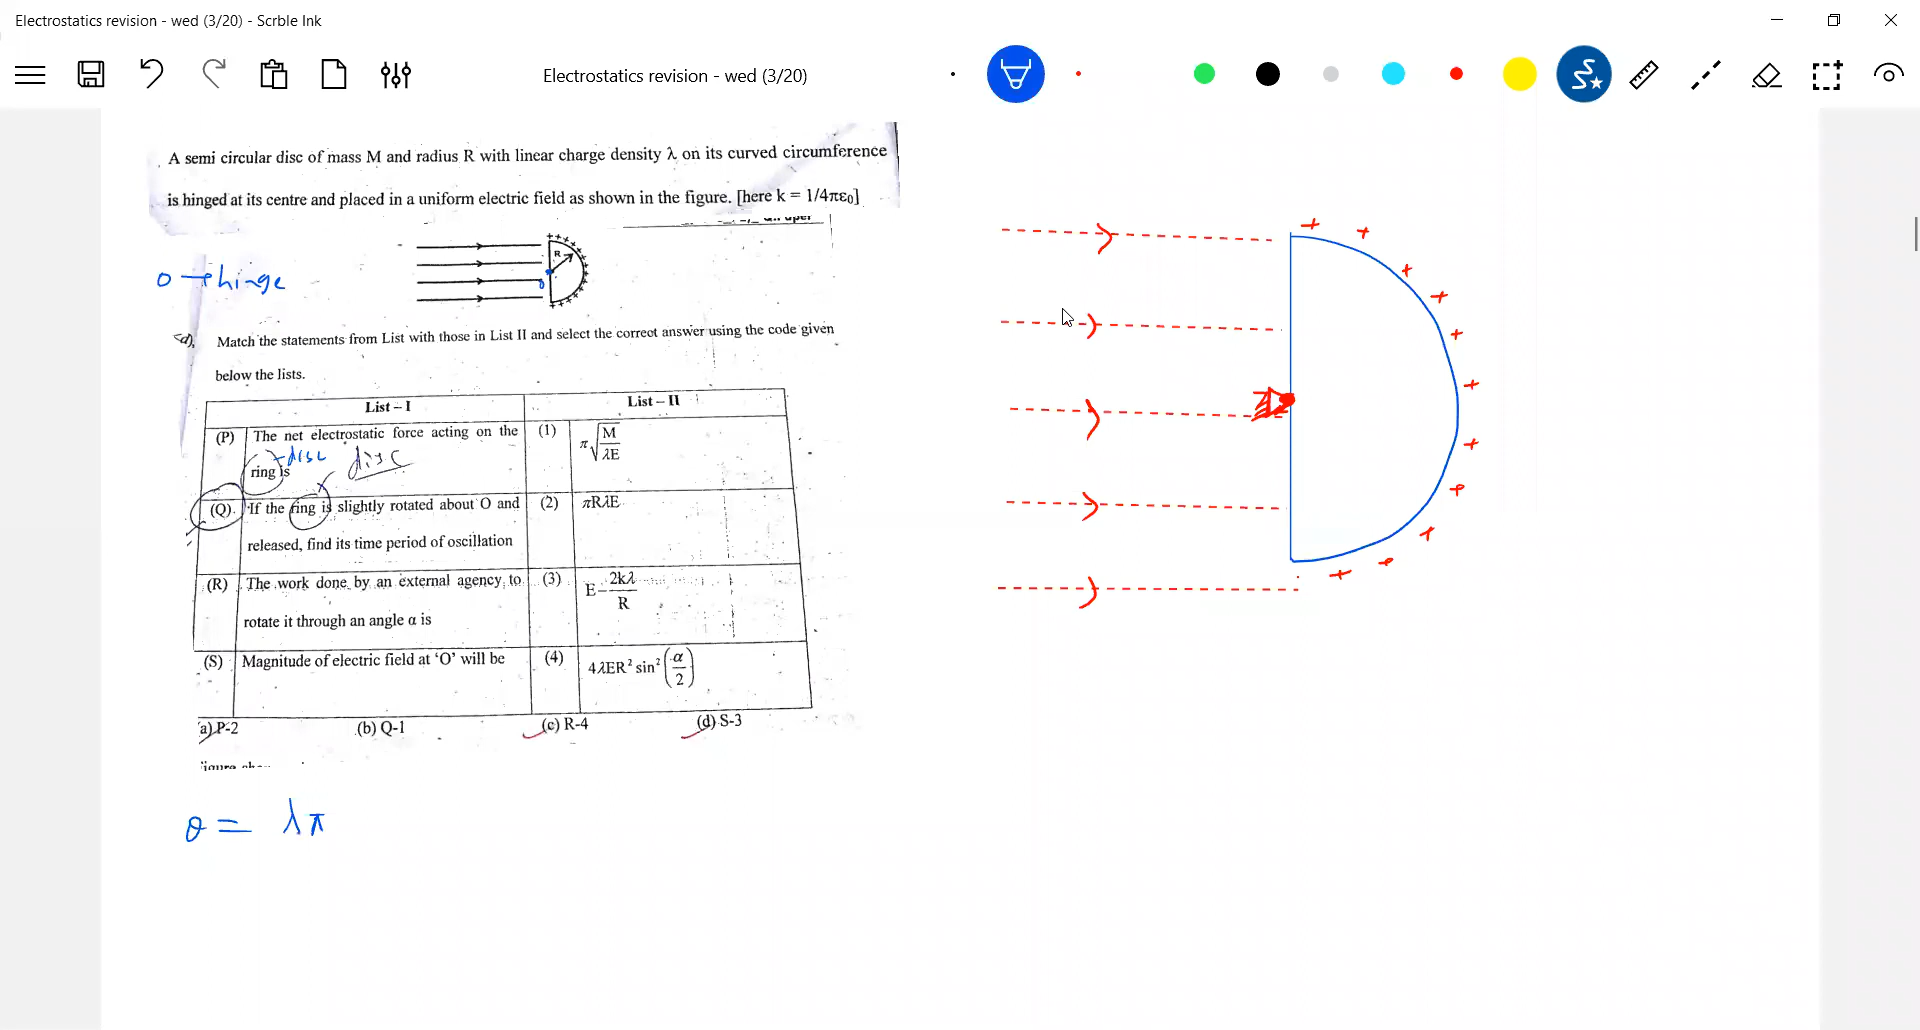 Electrostatics revision - wed (3/20) - Scrble Ink
Electrostatics revision - wed (3/20)
A semi circular disc of mass M and radius R with linear charge density λ on its curved circumference
is hinged at its centre and placed in a uniform electric field as shown in the figure. [here k = 1/4πε₀]
R
O
O → hinge
Match the statements from List with those in List II and select the correct answer using the code given
below the lists.
List – I List – II
(P) The net electrostatic force acting on the ring is (1) π√(M/λE)
disc disc
(Q) If the ring is slightly rotated about O and released, find its time period of oscillation (2) πRλE
(R) The work done by an external agency to rotate it through an angle α is (3) E–2kλ/R
(S) Magnitude of electric field at ‘O’ will be (4) 4λER² sin²(α/2)
(a) P-2 (b) Q-1 (c) R-4 (d) S-3
θ = λπ